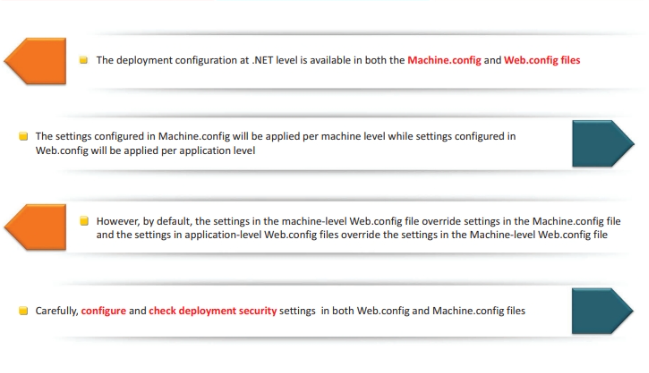 The deployment configuration at .NET level is available in both the Machine.config and Web.config files
The settings configured in Machine.config will be applied per machine level while settings configured in
Web.config will be applied per application level
However, by default, the settings in the machine-level Web.config file override settings in the Machine.config file
and the settings in application-level Web.config files override the settings in the Machine-level Web.config file
Carefully, configure and check deployment security settings in both Web.config and Machine.config files